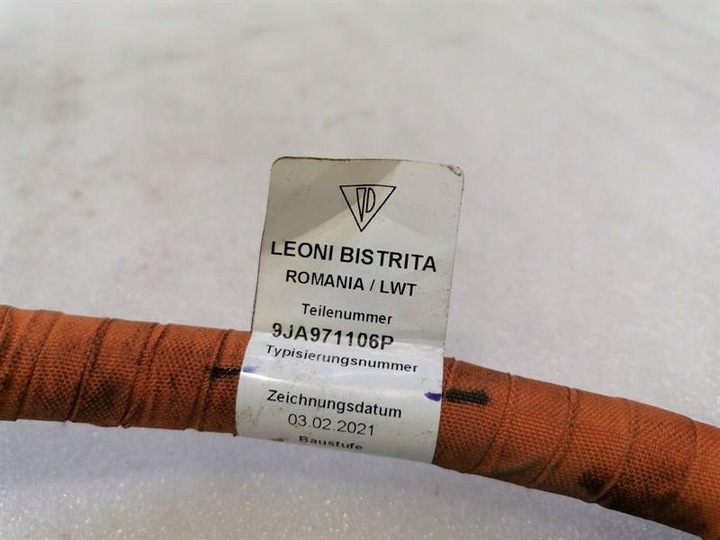 LEONI BISTRITA
ROMANIA / LWT
Teilenummer
9JA971106P
Typisierungsnummer
Zeichnungsdatum
03.02.2021
Baustufe